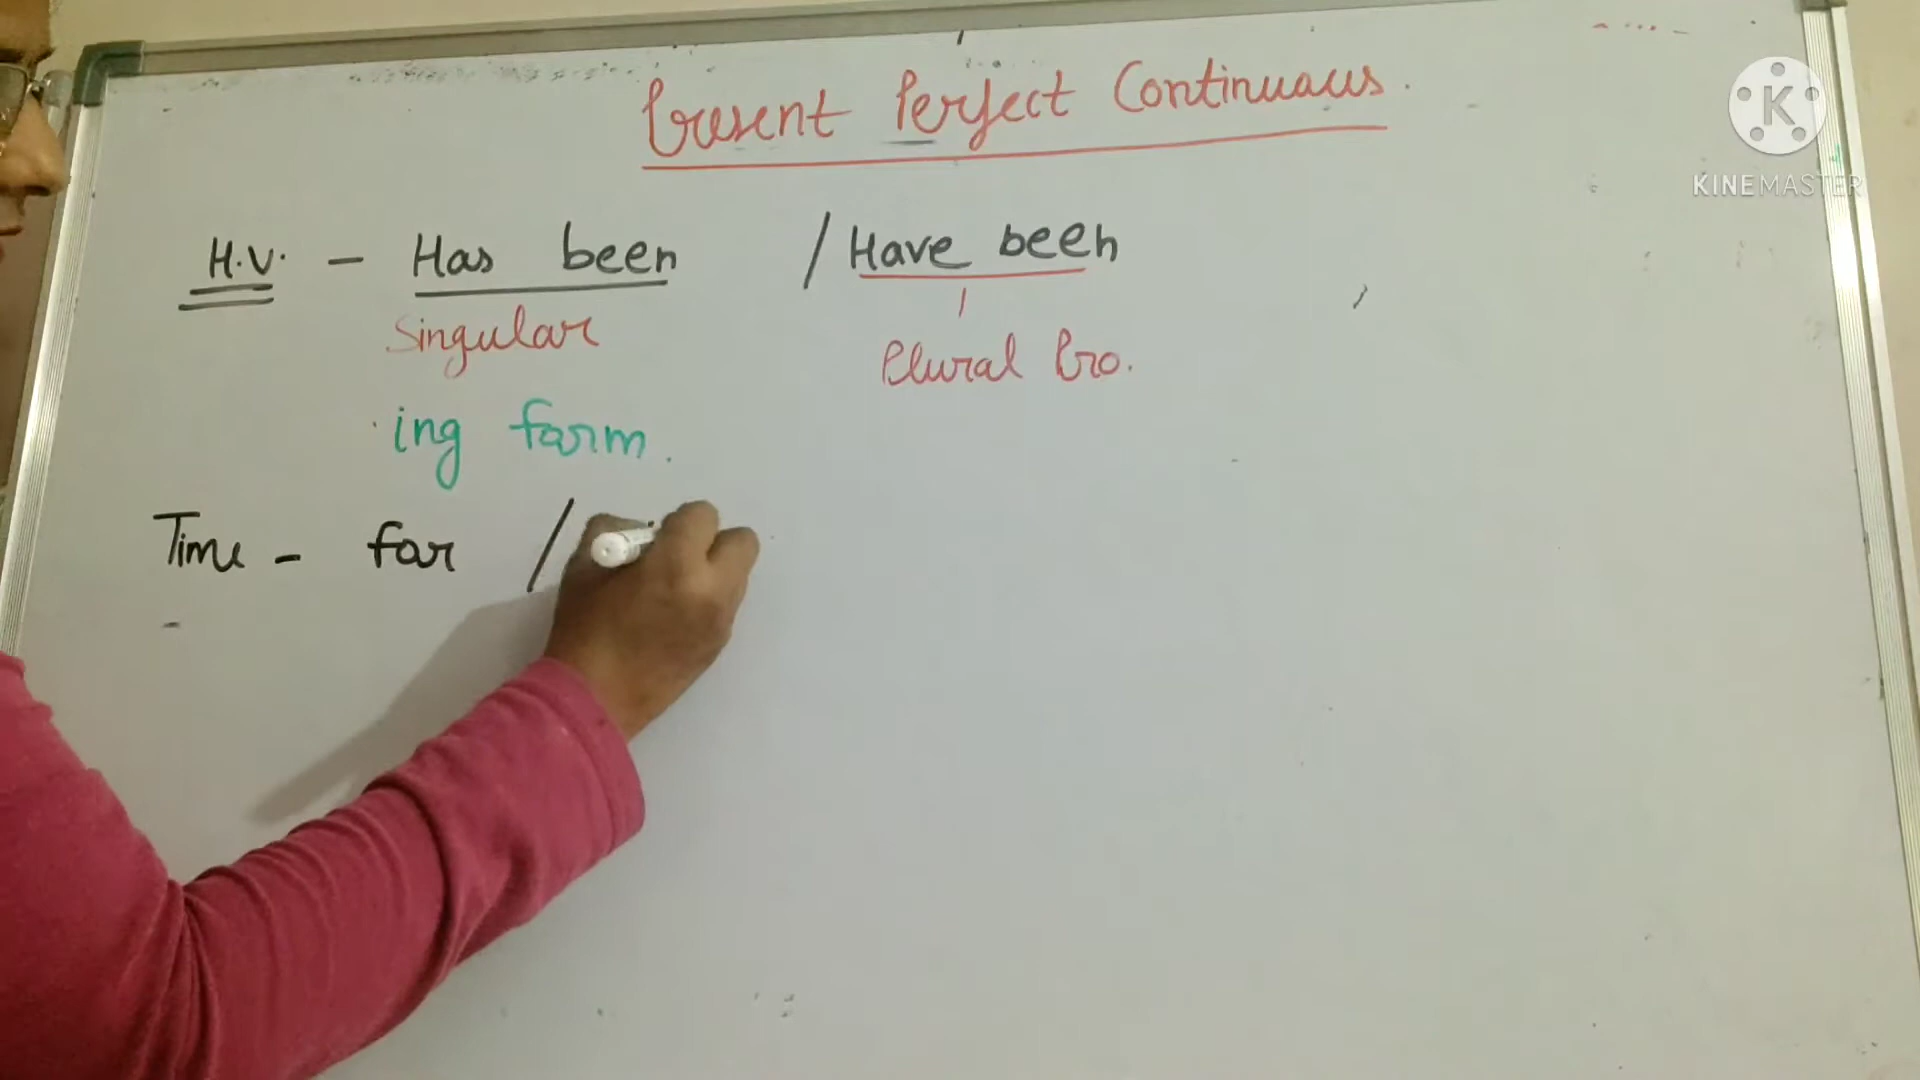 Present Perfect Continuous.
H.V. - Has been / Have been
Singular
Plural Pro.
ing form.
Time - for /
KINEMASTER